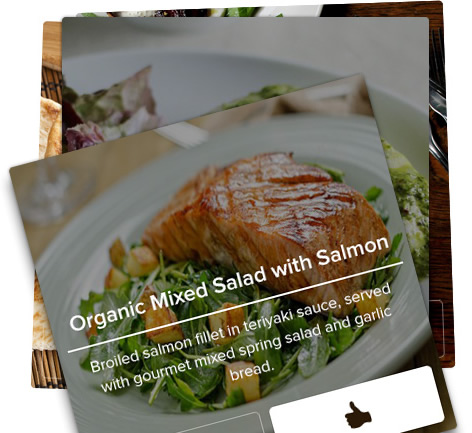 Organic Mixed Salad with Salmon
Broiled salmon fillet in teriyaki sauce, served
with gourmet mixed spring salad and garlic
bread.